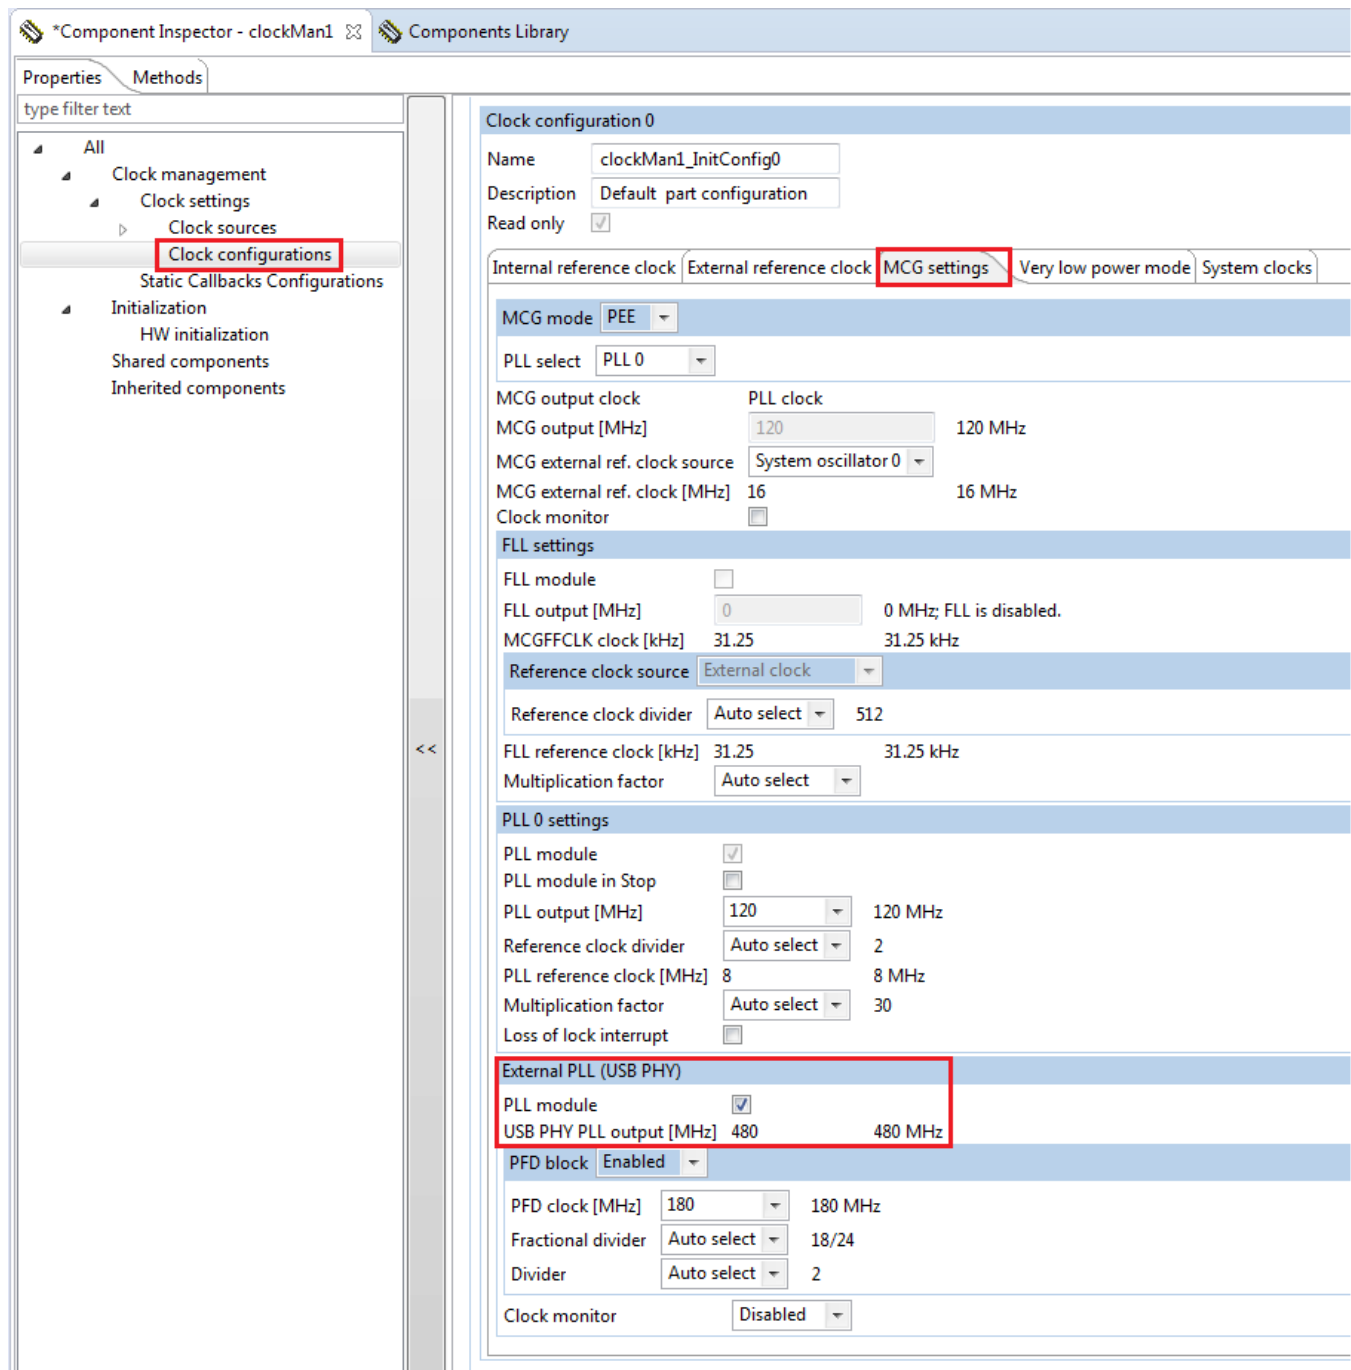 *Component Inspector - clockMan1 Components Library
Properties Methods
type filter text
All
Clock management
Clock settings
Clock sources
Clock configurations
Static Callbacks Configurations
Initialization
HW initialization
Shared components
Inherited components
<<
Clock configuration 0
Name clockMan1_InitConfig0
Description Default part configuration
Read only
Internal reference clock External reference clock MCG settings Very low power mode System clocks
MCG mode PEE
PLL select PLL 0
MCG output clock PLL clock
MCG output [MHz] 120 120 MHz
MCG external ref. clock source System oscillator 0
MCG external ref. clock [MHz] 16 16 MHz
Clock monitor
FLL settings
FLL module
FLL output [MHz] 0 0 MHz; FLL is disabled.
MCGFFCLK clock [kHz] 31.25 31.25 kHz
Reference clock source External clock
Reference clock divider Auto select 512
FLL reference clock [kHz] 31.25 31.25 kHz
Multiplication factor Auto select
PLL 0 settings
PLL module
PLL module in Stop
PLL output [MHz] 120 120 MHz
Reference clock divider Auto select 2
PLL reference clock [MHz] 8 8 MHz
Multiplication factor Auto select 30
Loss of lock interrupt
External PLL (USB PHY)
PLL module
USB PHY PLL output [MHz] 480 480 MHz
PFD block Enabled
PFD clock [MHz] 180 180 MHz
Fractional divider Auto select 18/24
Divider Auto select 2
Clock monitor Disabled